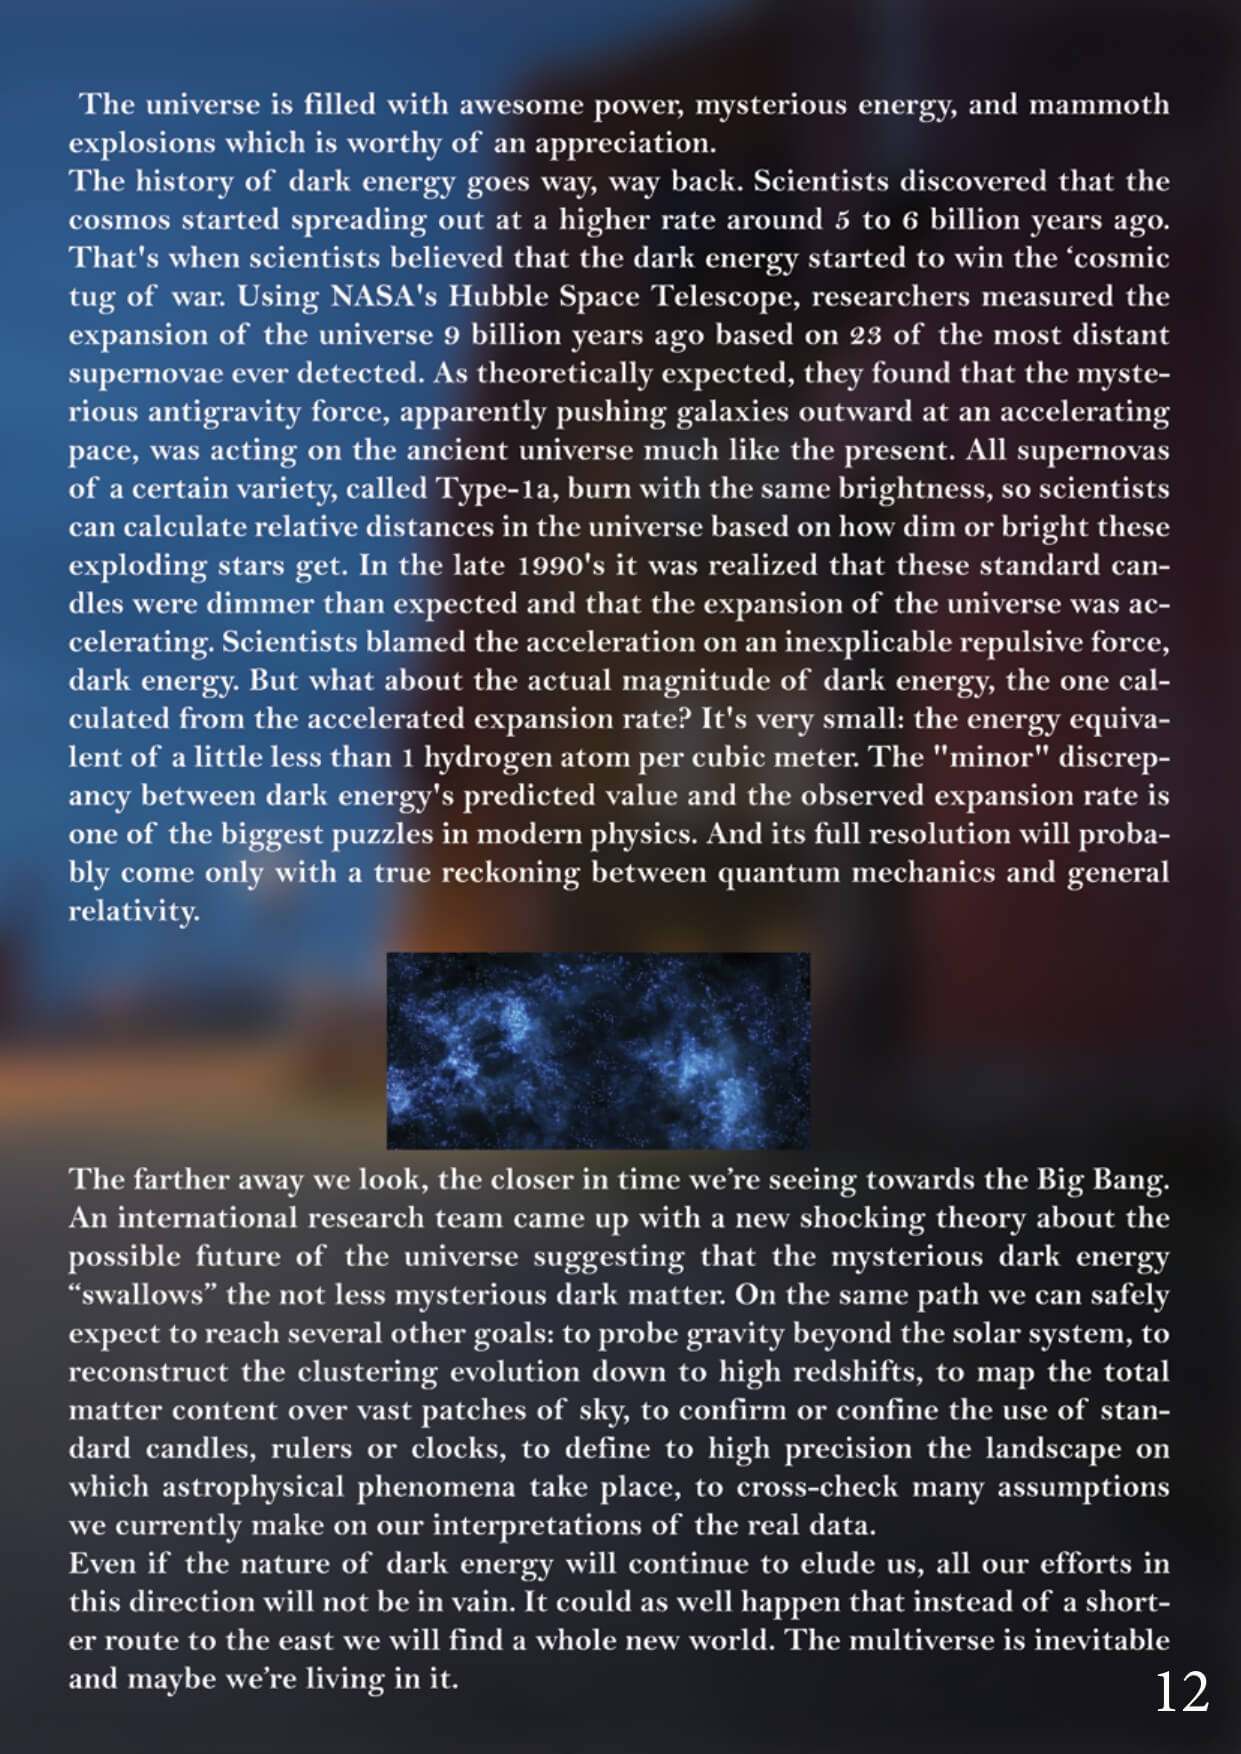 The universe is filled with awesome power, mysterious energy, and mammoth
explosions which is worthy of an appreciation.
The history of dark energy goes way, way back. Scientists discovered that the
cosmos started spreading out at a higher rate around 5 to 6 billion years ago.
That's when scientists believed that the dark energy started to win the ‘cosmic
tug of war. Using NASA's Hubble Space Telescope, researchers measured the
expansion of the universe 9 billion years ago based on 23 of the most distant
supernovae ever detected. As theoretically expected, they found that the myste-
rious antigravity force, apparently pushing galaxies outward at an accelerating
pace, was acting on the ancient universe much like the present. All supernovas
of a certain variety, called Type-1a, burn with the same brightness, so scientists
can calculate relative distances in the universe based on how dim or bright these
exploding stars get. In the late 1990's it was realized that these standard can-
dles were dimmer than expected and that the expansion of the universe was ac-
celerating. Scientists blamed the acceleration on an inexplicable repulsive force,
dark energy. But what about the actual magnitude of dark energy, the one cal-
culated from the accelerated expansion rate? It's very small: the energy equiva-
lent of a little less than 1 hydrogen atom per cubic meter. The "minor" discrep-
ancy between dark energy's predicted value and the observed expansion rate is
one of the biggest puzzles in modern physics. And its full resolution will proba-
bly come only with a true reckoning between quantum mechanics and general
relativity.
The farther away we look, the closer in time we’re seeing towards the Big Bang.
An international research team came up with a new shocking theory about the
possible future of the universe suggesting that the mysterious dark energy
“swallows” the not less mysterious dark matter. On the same path we can safely
expect to reach several other goals: to probe gravity beyond the solar system, to
reconstruct the clustering evolution down to high redshifts, to map the total
matter content over vast patches of sky, to confirm or confine the use of stan-
dard candles, rulers or clocks, to define to high precision the landscape on
which astrophysical phenomena take place, to cross-check many assumptions
we currently make on our interpretations of the real data.
Even if the nature of dark energy will continue to elude us, all our efforts in
this direction will not be in vain. It could as well happen that instead of a short-
er route to the east we will find a whole new world. The multiverse is inevitable
and maybe we’re living in it.
12